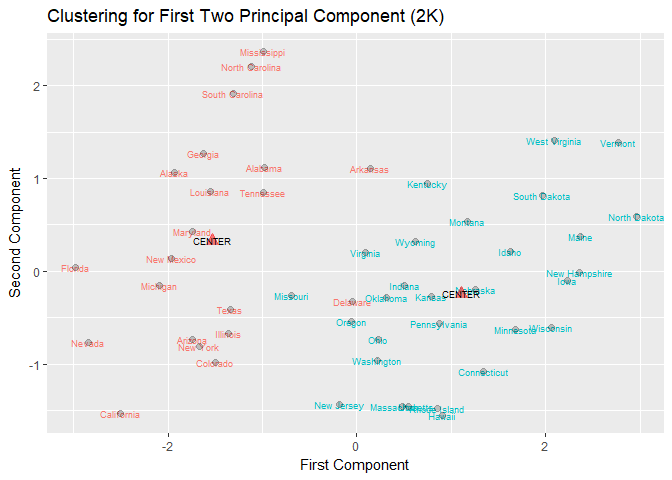 Clustering for First Two Principal Component (2K)
Mississippi
North Carolina
South Carolina
West Virginia
Vermont
Georgia
Alabama
Arkansas
Alaska
Kentucky
Louisiana
Tennessee
South Dakota
North Dakota
Montana
Maryland
CENTER
Wyoming
Maine
Virginia
Idaho
New Mexico
Florida
New Hampshire
Iowa
Michigan
Indiana
Nebraska
CENTER
Missouri
Delaware
Oklahoma
Kansas
Texas
Oregon
Pennsylvania
Minnesota
Wisconsin
Illinois
Arizona
Ohio
Nevada
New York
Colorado
Washington
Connecticut
New Jersey
Rhode Island
Hawaii
California
2
1
0
-1
-2
0
2
First Component
Second Component